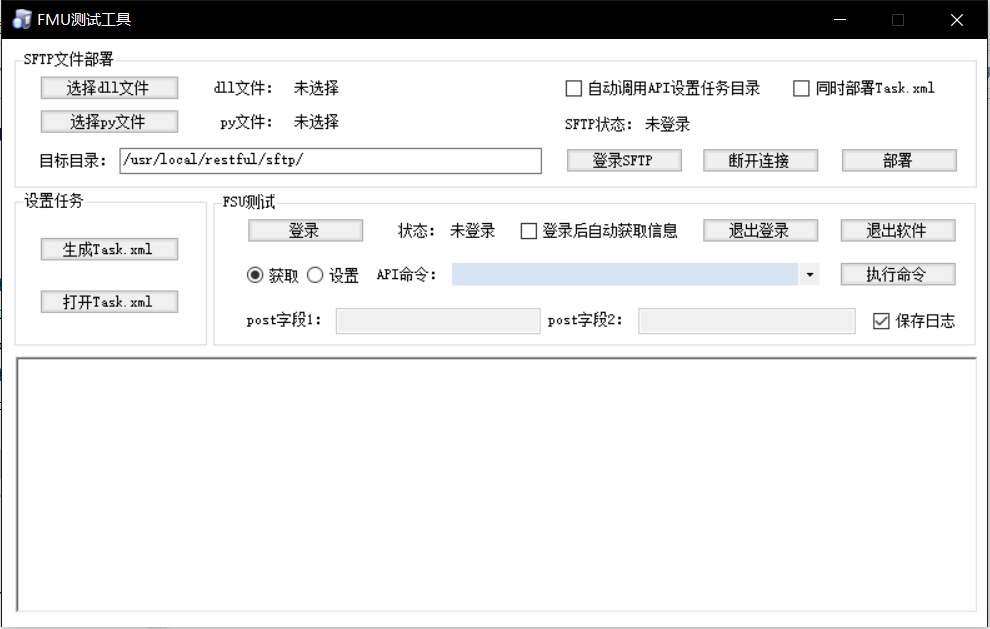 FMU测试工具
SFTP文件部署
选择dll文件 dll文件: 未选择 自动调用API设置任务目录 同时部署Task.xml
选择py文件 py文件: 未选择 SFTP状态: 未登录
目标目录: /usr/local/restful/sftp/ 登录SFTP 断开连接 部署
设置任务
生成Task.xml
打开Task.xml
FSU测试
登录 状态: 未登录 登录后自动获取信息 退出登录 退出软件
获取 设置 API命令: 执行命令
post字段1: post字段2: 保存日志